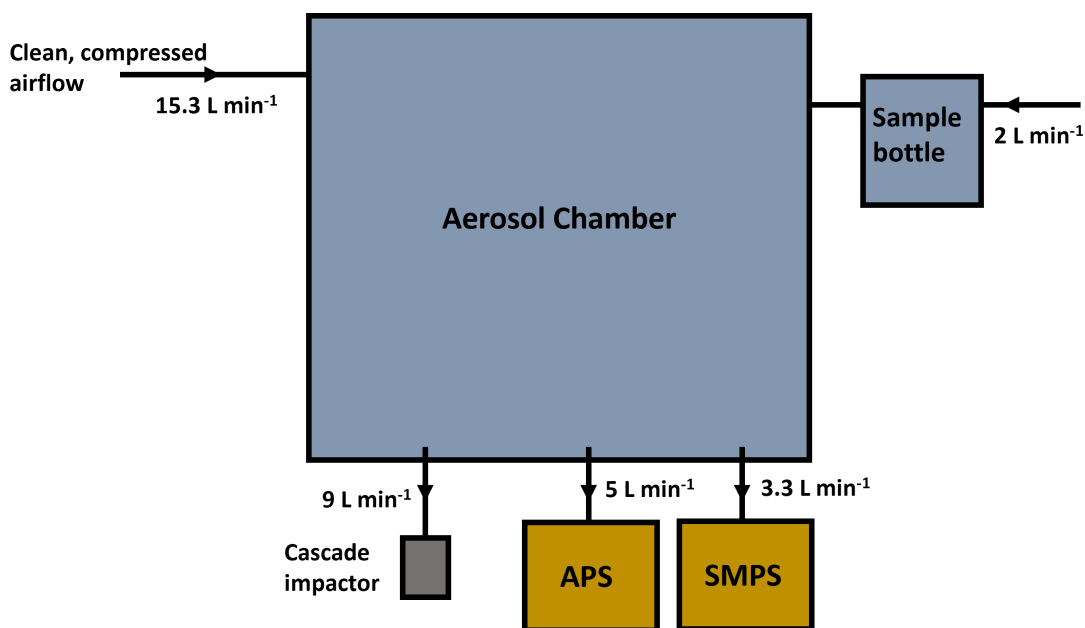 Clean, compressed
airflow
15.3 L min⁻¹
Sample
bottle
2 L min⁻¹
Aerosol Chamber
9 L min⁻¹
5 L min⁻¹
3.3 L min⁻¹
Cascade
impactor
APS
SMPS